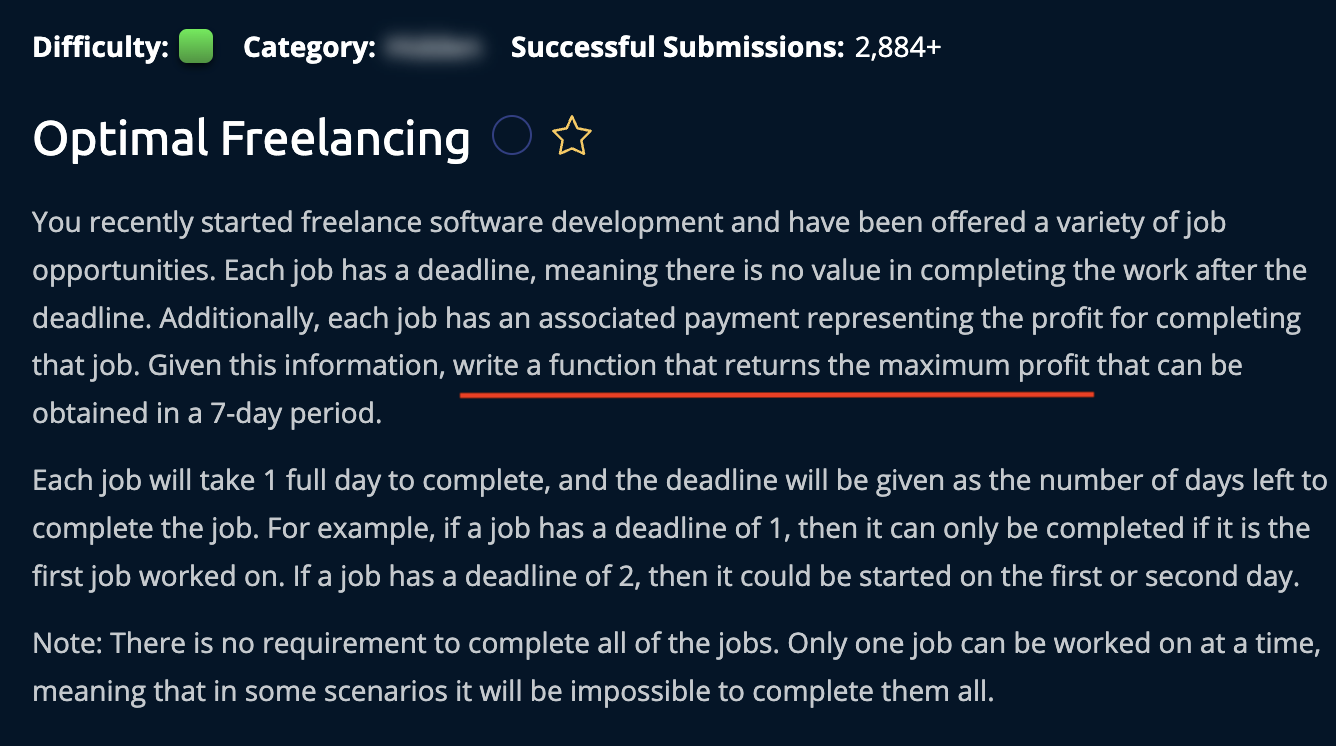 Difficulty: Category: Successful Submissions: 2,884+
Optimal Freelancing
You recently started freelance software development and have been offered a variety of job
opportunities. Each job has a deadline, meaning there is no value in completing the work after the
deadline. Additionally, each job has an associated payment representing the profit for completing
that job. Given this information, write a function that returns the maximum profit that can be
obtained in a 7-day period.
Each job will take 1 full day to complete, and the deadline will be given as the number of days left to
complete the job. For example, if a job has a deadline of 1, then it can only be completed if it is the
first job worked on. If a job has a deadline of 2, then it could be started on the first or second day.
Note: There is no requirement to complete all of the jobs. Only one job can be worked on at a time,
meaning that in some scenarios it will be impossible to complete them all.